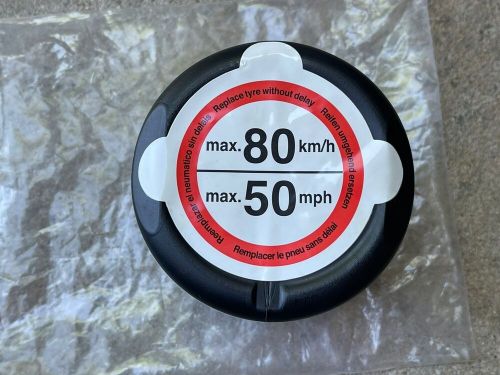 Replace tyre without delay
Reifen umgehend ersetzen
Remplacer le pneu sans délai
Reemplazar el neumatico sin delais
max. 80 km/h
max. 50 mph